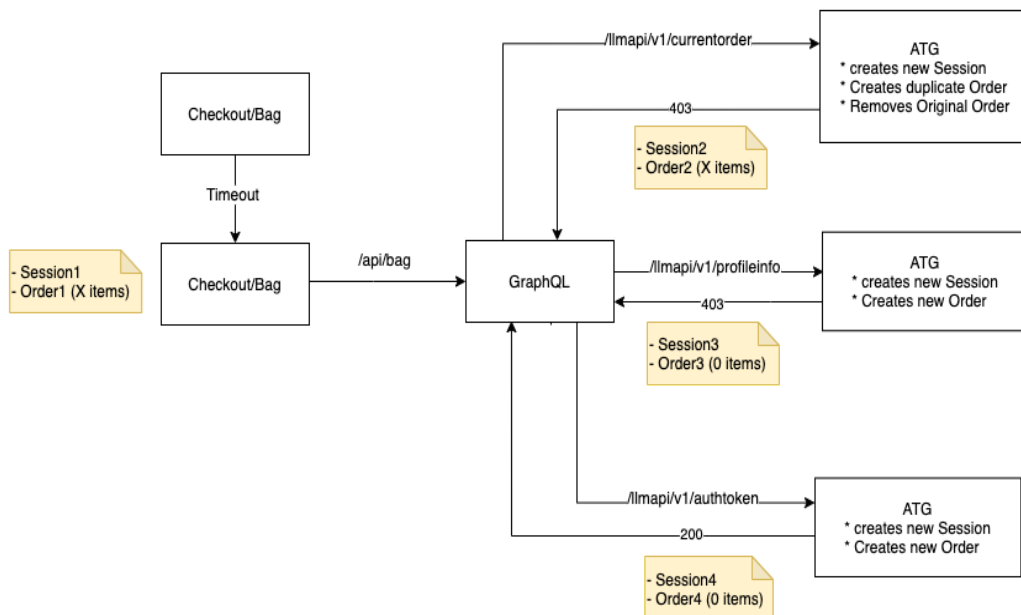 /llmapi/v1/currentorder
ATG
* creates new Session
* Creates duplicate Order
* Removes Original Order
Checkout/Bag
403
- Session2
- Order2 (X items)
Timeout
- Session1
- Order1 (X items)
Checkout/Bag
/api/bag
GraphQL
/llmapi/v1/profileinfo
ATG
* creates new Session
* Creates new Order
403
- Session3
- Order3 (0 items)
/llmapi/v1/authtoken
ATG
* creates new Session
* Creates new Order
200
- Session4
- Order4 (0 items)